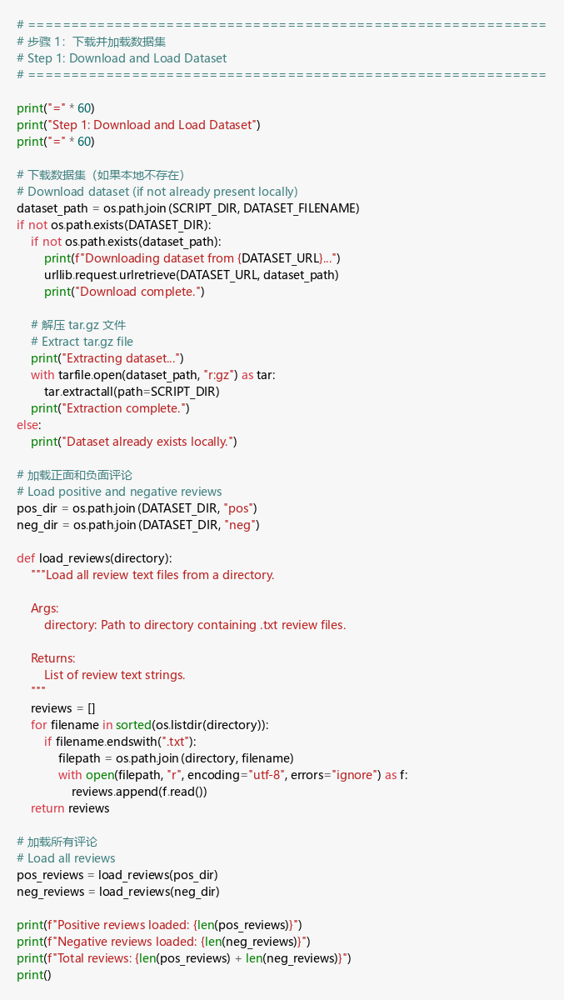 # ============================================================
# 步骤 1：下载并加载数据集
# Step 1: Download and Load Dataset
# ============================================================
print("=" * 60)
print("Step 1: Download and Load Dataset")
print("=" * 60)
# 下载数据集（如果本地不存在）
# Download dataset (if not already present locally)
dataset_path = os.path.join(SCRIPT_DIR, DATASET_FILENAME)
if not os.path.exists(DATASET_DIR):
    if not os.path.exists(dataset_path):
        print(f"Downloading dataset from {DATASET_URL}...")
        urllib.request.urlretrieve(DATASET_URL, dataset_path)
        print("Download complete.")
    # 解压 tar.gz 文件
    # Extract tar.gz file
    print("Extracting dataset...")
    with tarfile.open(dataset_path, "r:gz") as tar:
        tar.extractall(path=SCRIPT_DIR)
    print("Extraction complete.")
else:
    print("Dataset already exists locally.")
# 加载正面和负面评论
# Load positive and negative reviews
pos_dir = os.path.join(DATASET_DIR, "pos")
neg_dir = os.path.join(DATASET_DIR, "neg")
def load_reviews(directory):
    """Load all review text files from a directory.
    Args:
        directory: Path to directory containing .txt review files.
    Returns:
        List of review text strings.
    """
    reviews = []
    for filename in sorted(os.listdir(directory)):
        if filename.endswith(".txt"):
            filepath = os.path.join(directory, filename)
            with open(filepath, "r", encoding="utf-8", errors="ignore") as f:
                reviews.append(f.read())
    return reviews
# 加载所有评论
# Load all reviews
pos_reviews = load_reviews(pos_dir)
neg_reviews = load_reviews(neg_dir)
print(f"Positive reviews loaded: {len(pos_reviews)}")
print(f"Negative reviews loaded: {len(neg_reviews)}")
print(f"Total reviews: {len(pos_reviews) + len(neg_reviews)}")
print()